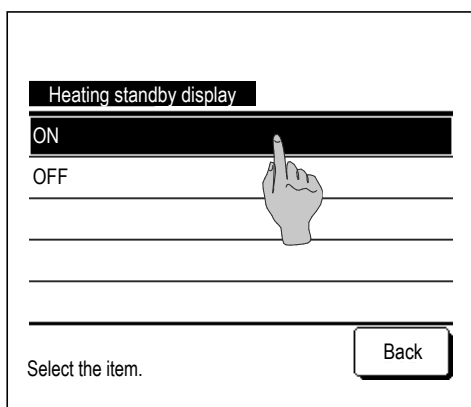 Heating standby display
ON
OFF
Select the item.
Back